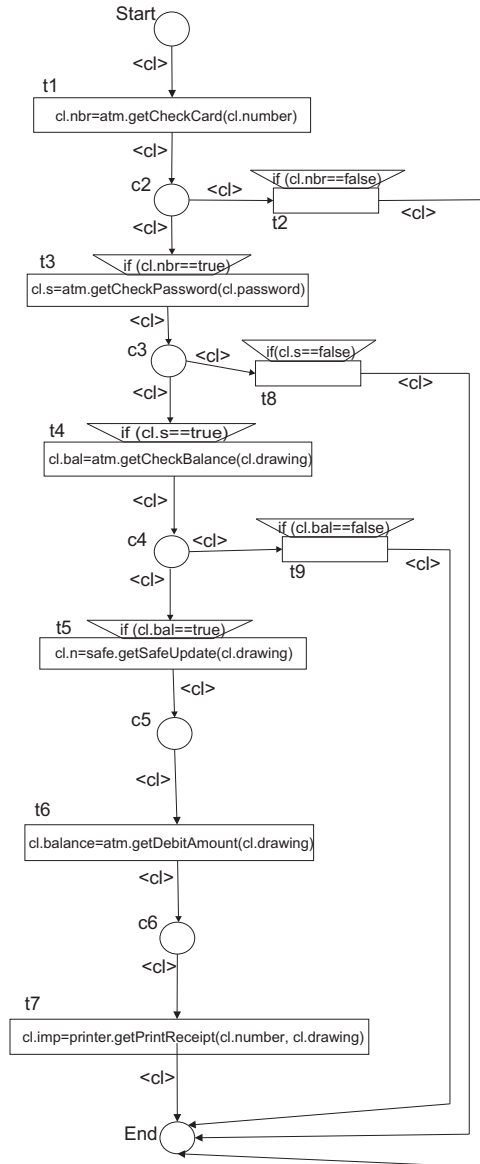 Start
<cl>
t1
cl.nbr=atm.getCheckCard(cl.number)
<cl>
c2
<cl>
if (cl.nbr==false)
t2
<cl>
<cl>
t3
if (cl.nbr==true)
cl.s=atm.getCheckPassword(cl.password)
<cl>
c3
<cl>
if(cl.s==false)
t8
<cl>
<cl>
t4
if (cl.s==true)
cl.bal=atm.getCheckBalance(cl.drawing)
<cl>
c4
<cl>
if (cl.bal==false)
t9
<cl>
<cl>
t5
if (cl.bal==true)
cl.n=safe.getSafeUpdate(cl.drawing)
<cl>
c5
<cl>
t6
cl.balance=atm.getDebitAmount(cl.drawing)
<cl>
c6
<cl>
t7
cl.imp=printer.getPrintReceipt(cl.number, cl.drawing)
<cl>
End